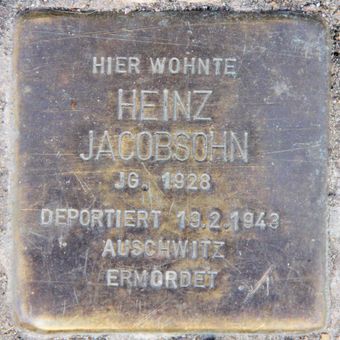 HIER WOHNTE
HEINZ
JACOBSOHN
JG. 1928
DEPORTIERT 19.2.1943
AUSCHWITZ
ERMORDET